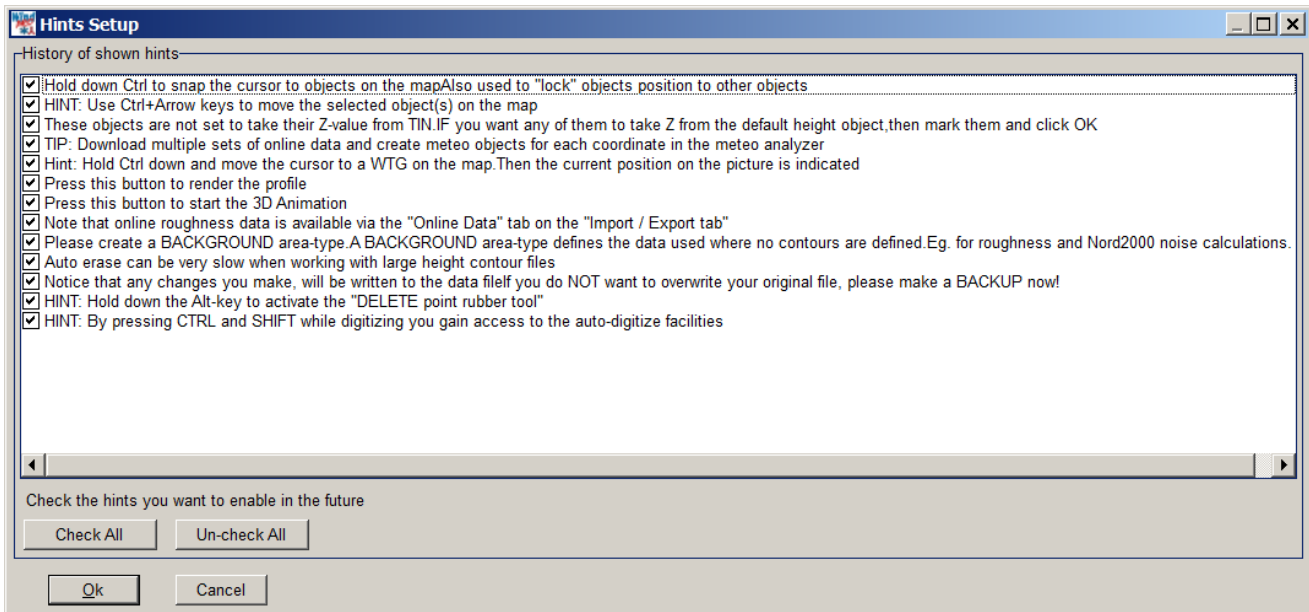 Hints Setup
History of shown hints
Hold down Ctrl to snap the cursor to objects on the mapAlso used to "lock" objects position to other objects
HINT: Use Ctrl+Arrow keys to move the selected object(s) on the map
These objects are not set to take their Z-value from TIN.IF you want any of them to take Z from the default height object,then mark them and click OK
TIP: Download multiple sets of online data and create meteo objects for each coordinate in the meteo analyzer
Hint: Hold Ctrl down and move the cursor to a WTG on the map.Then the current position on the picture is indicated
Press this button to render the profile
Press this button to start the 3D Animation
Note that online roughness data is available via the "Online Data" tab on the "Import / Export tab"
Please create a BACKGROUND area-type.A BACKGROUND area-type defines the data used where no contours are defined.Eg. for roughness and Nord2000 noise calculations.
Auto erase can be very slow when working with large height contour files
Notice that any changes you make, will be written to the data fileIf you do NOT want to overwrite your original file, please make a BACKUP now!
HINT: Hold down the Alt-key to activate the "DELETE point rubber tool"
HINT: By pressing CTRL and SHIFT while digitizing you gain access to the auto-digitize facilities
Check the hints you want to enable in the future
Check All Un-check All
Ok Cancel